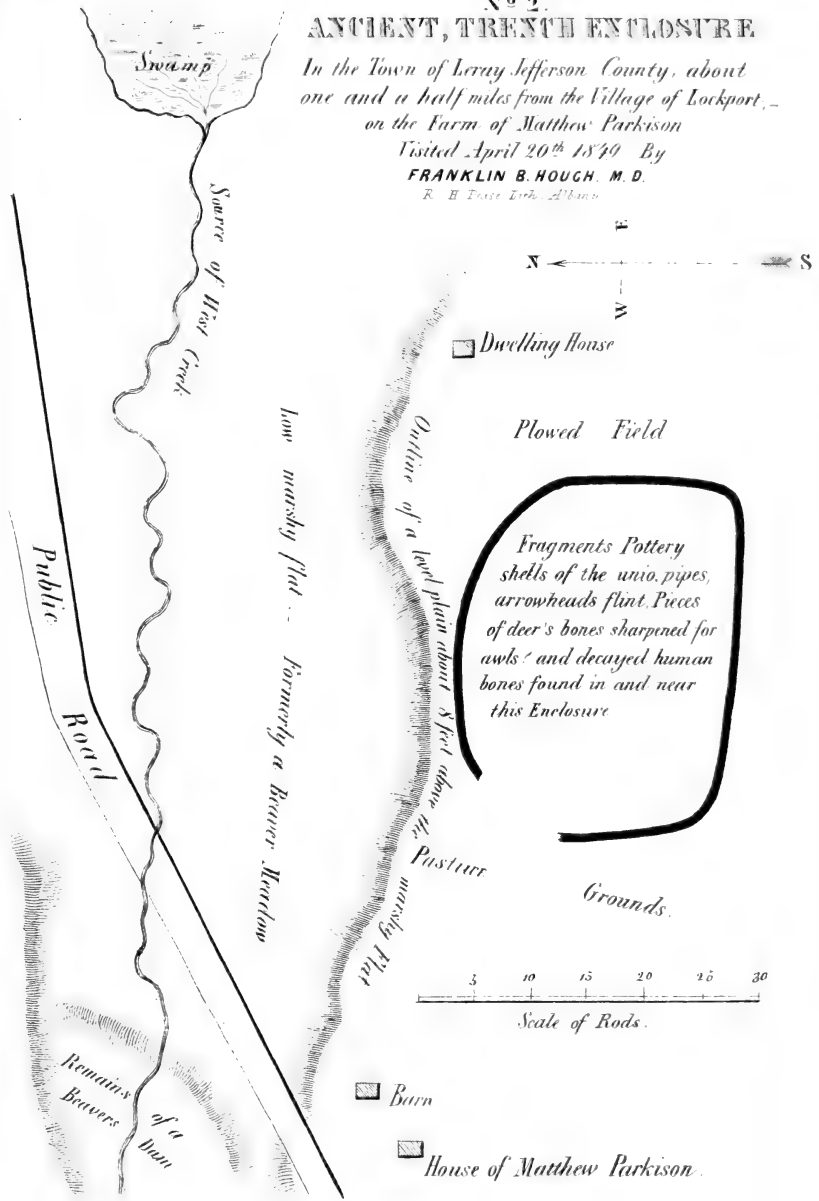 No 2.
ANCIENT, TRENCH ENCLOSURE
In the Town of Leray Jefferson County, about
one and a half miles from the Village of Lockport,
on the Farm of Matthew Parkison
Visited April 20th 1849 By
FRANKLIN B. HOUGH. M. D.
R H Pease Lith. Albany
Swamp
Source of West Creek
E
N
S
W
Dwelling House
Plowed Field
Low marshy flat -- Formerly a Beaver Meadow
Outline of a level plain about 8 feet above the marshy Flat
Fragments Pottery
shells of the unio, pipes,
arrowheads flint, Pieces
of deer's bones sharpened for
awls? and decayed human
bones found in and near
this Enclosure
Public
Road
Pasture
Grounds.
5 10 15 20 25 30
Scale of Rods.
Remains of a
Beavers Dam
Barn
House of Matthew Parkison.